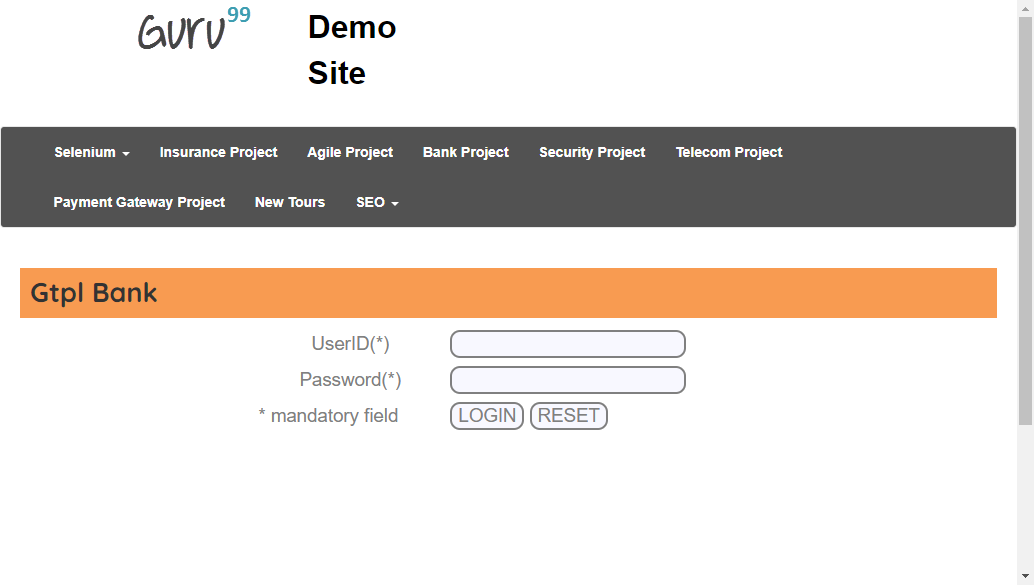 Guru99
Demo
Site
Selenium Insurance Project Agile Project Bank Project Security Project Telecom Project
Payment Gateway Project New Tours SEO
Gtpl Bank
UserID(*)
Password(*)
* mandatory field LOGIN RESET